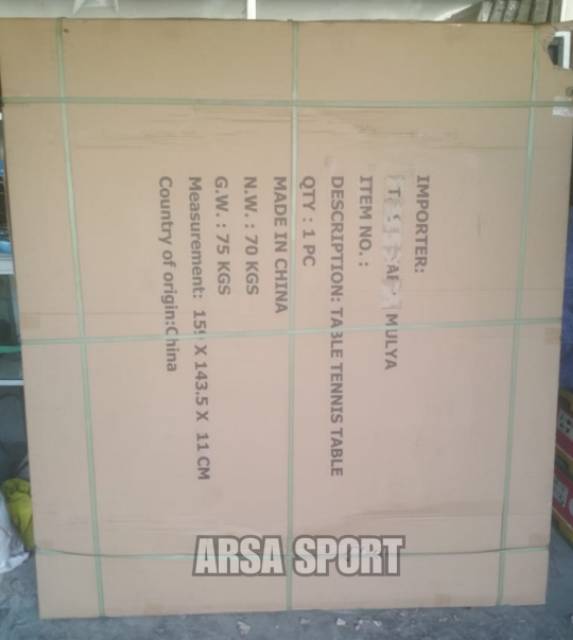 IMPORTER:
MULYA
ITEM NO. :
DESCRIPTION: TABLE TENNIS TABLE
QTY : 1 PC
MADE IN CHINA
N.W. : 70 KGS
G.W. : 75 KGS
Measurement: X 143.5 X 11 CM
Country of origin:China
ARSA SPORT